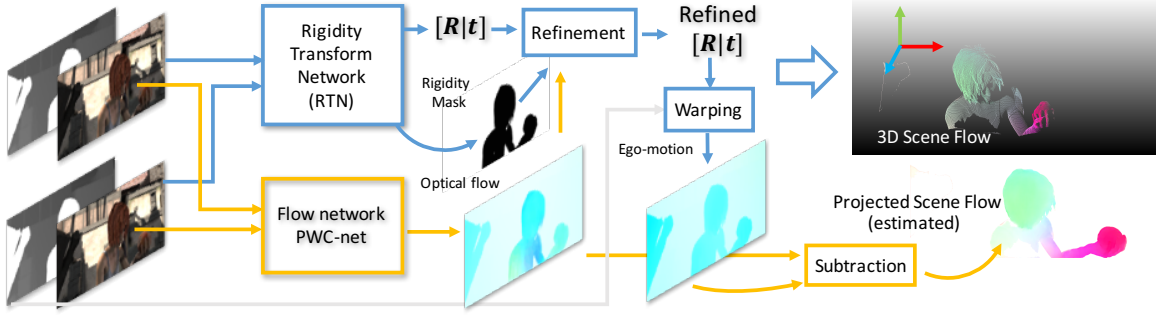 Rigidity
Transform
Network
(RTN)
[R|t]
Refinement
Refined
[R|t]
Rigidity
Mask
Warping
Ego-motion
3D Scene Flow
Optical flow
Flow network
PWC-net
Projected Scene Flow
(estimated)
Subtraction